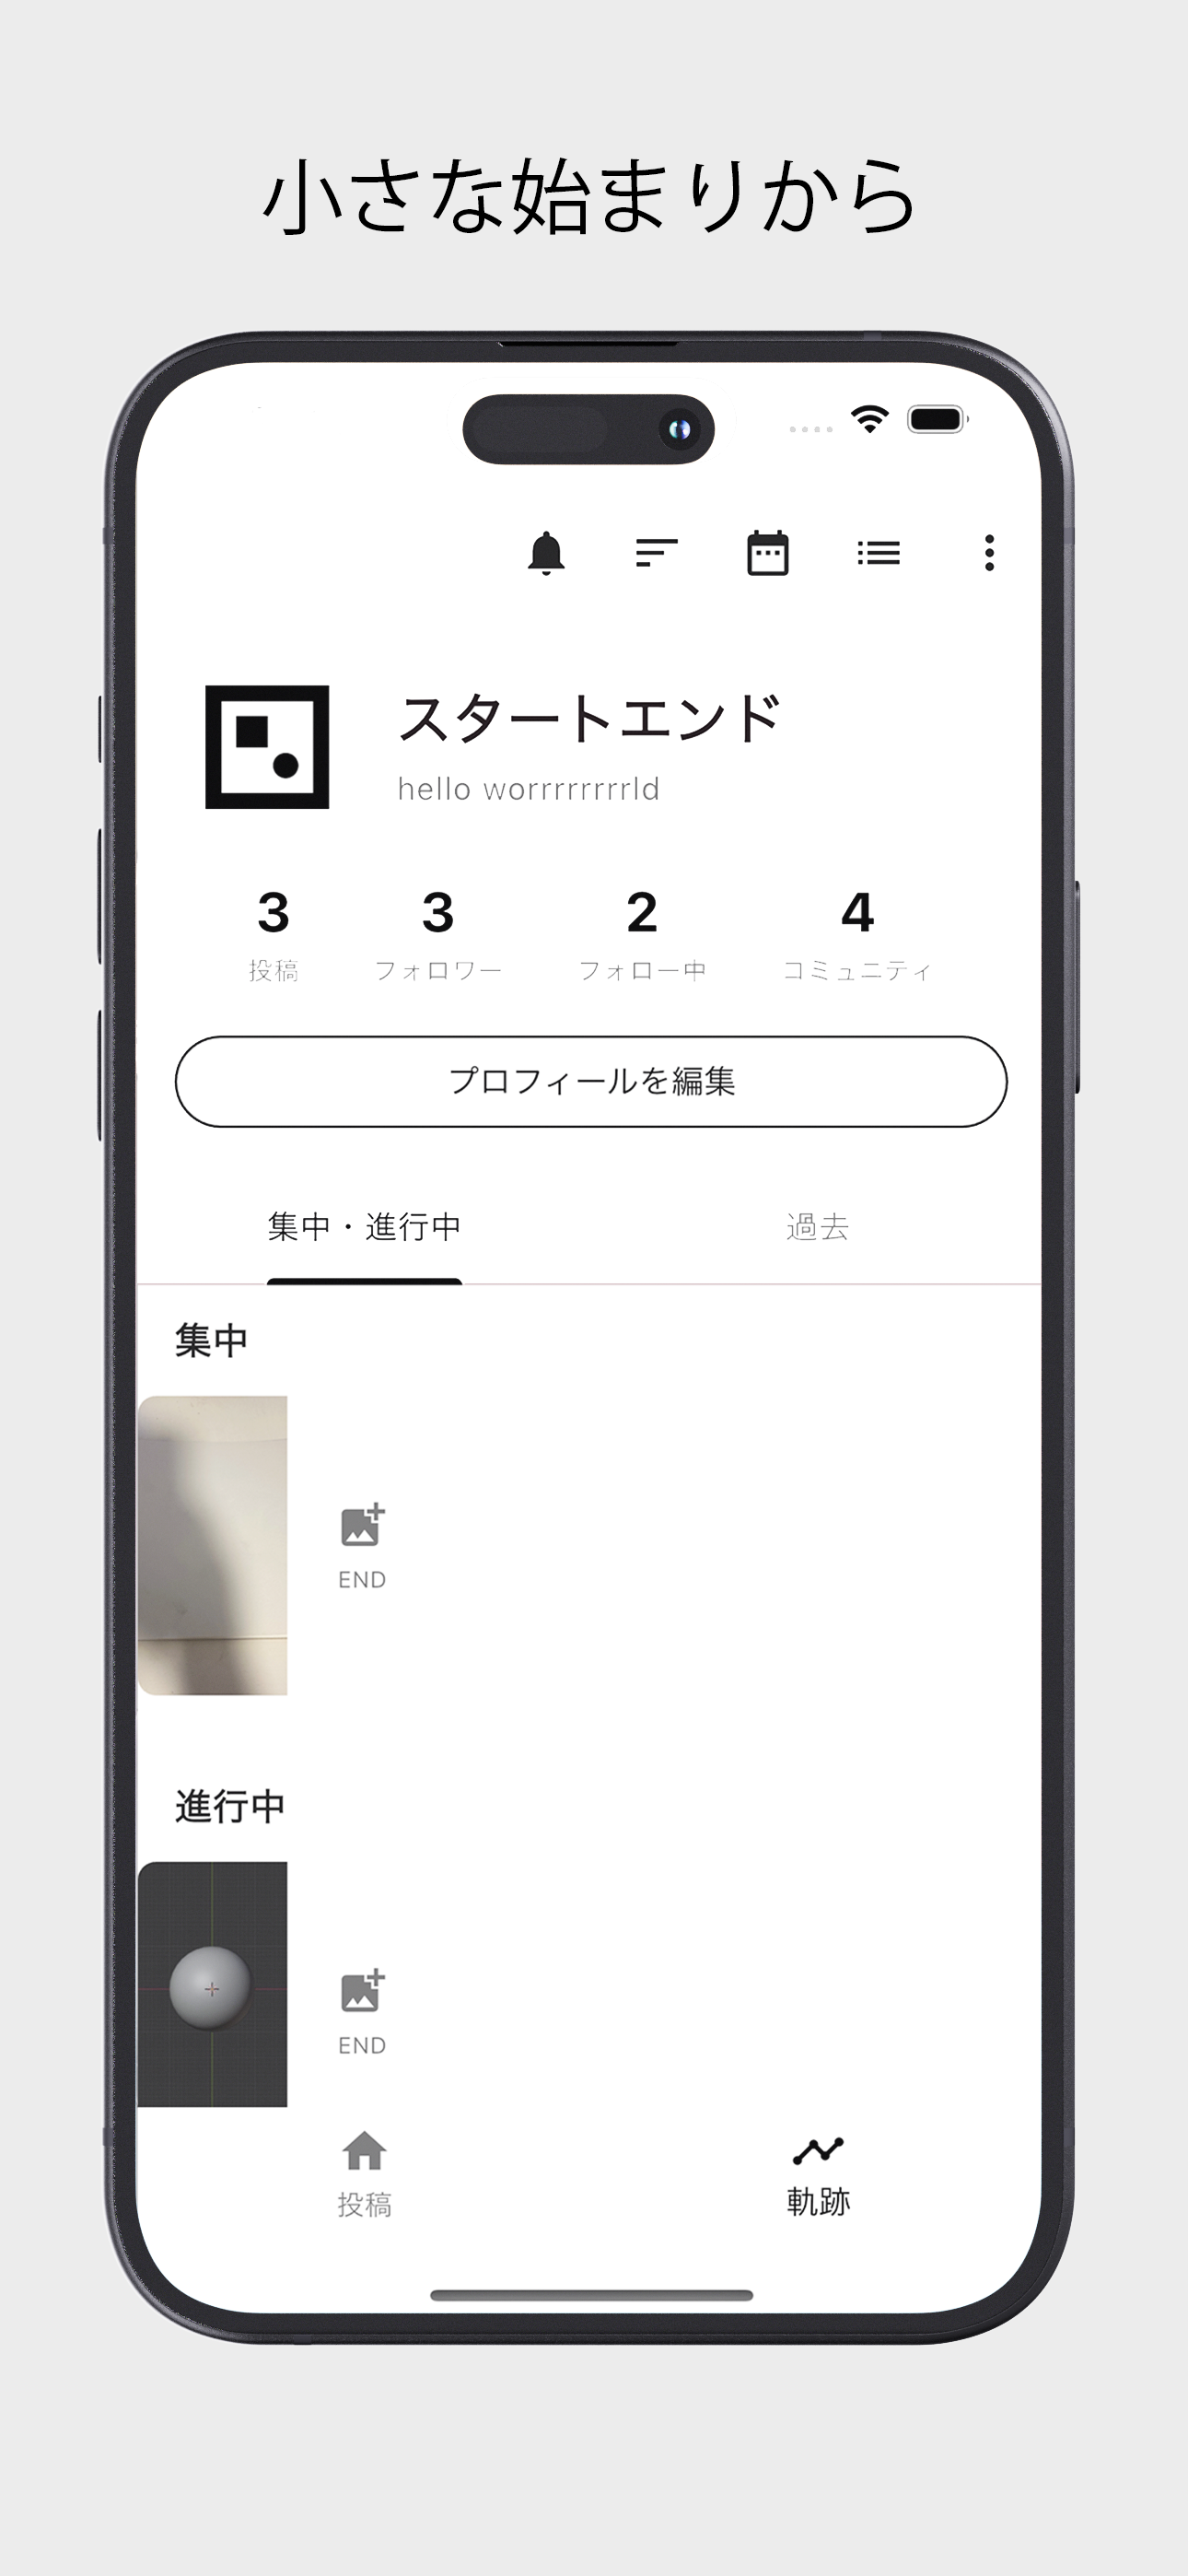 小さな始まりから
スタートエンド
hello worrrrrrrrrld
3 3 2 4
投稿 フォロワー フォロー中 コミュニティ
プロフィールを編集
集中・進行中 過去
集中
END
進行中
END
投稿 軌跡